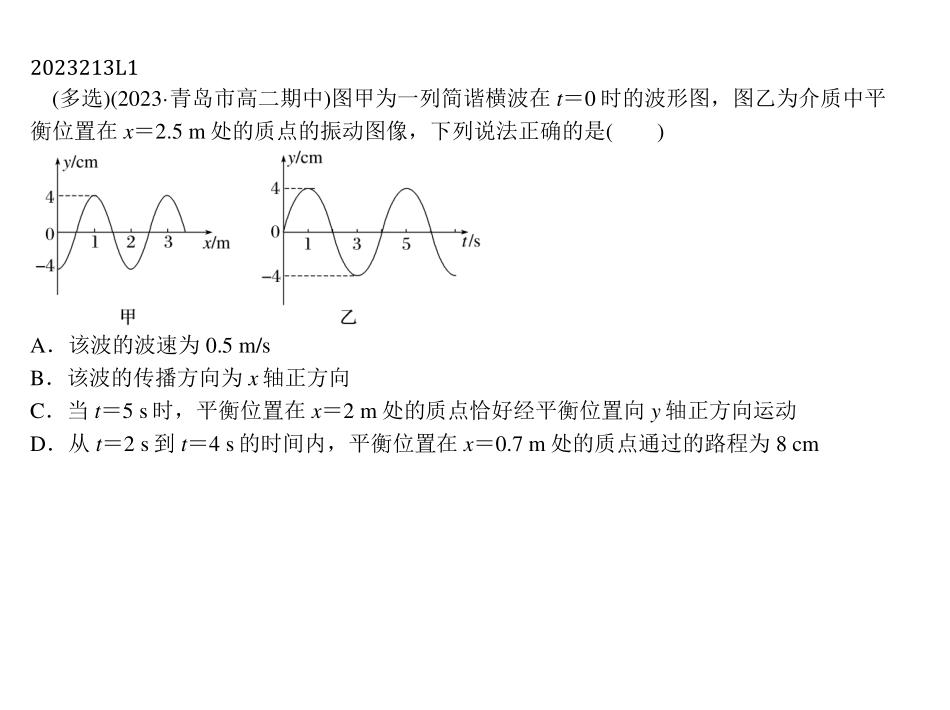 2023213L1
(多选)(2023·青岛市高二期中)图甲为一列简谐横波在 t＝0 时的波形图，图乙为介质中平
衡位置在 x＝2.5 m 处的质点的振动图像，下列说法正确的是(　　)
y/cm
4
0
−4
1
2
3
x/m
甲
y/cm
4
0
−4
1
3
5
t/s
乙
A．该波的波速为 0.5 m/s
B．该波的传播方向为 x 轴正方向
C．当 t＝5 s 时，平衡位置在 x＝2 m 处的质点恰好经平衡位置向 y 轴正方向运动
D．从 t＝2 s 到 t＝4 s 的时间内，平衡位置在 x＝0.7 m 处的质点通过的路程为 8 cm